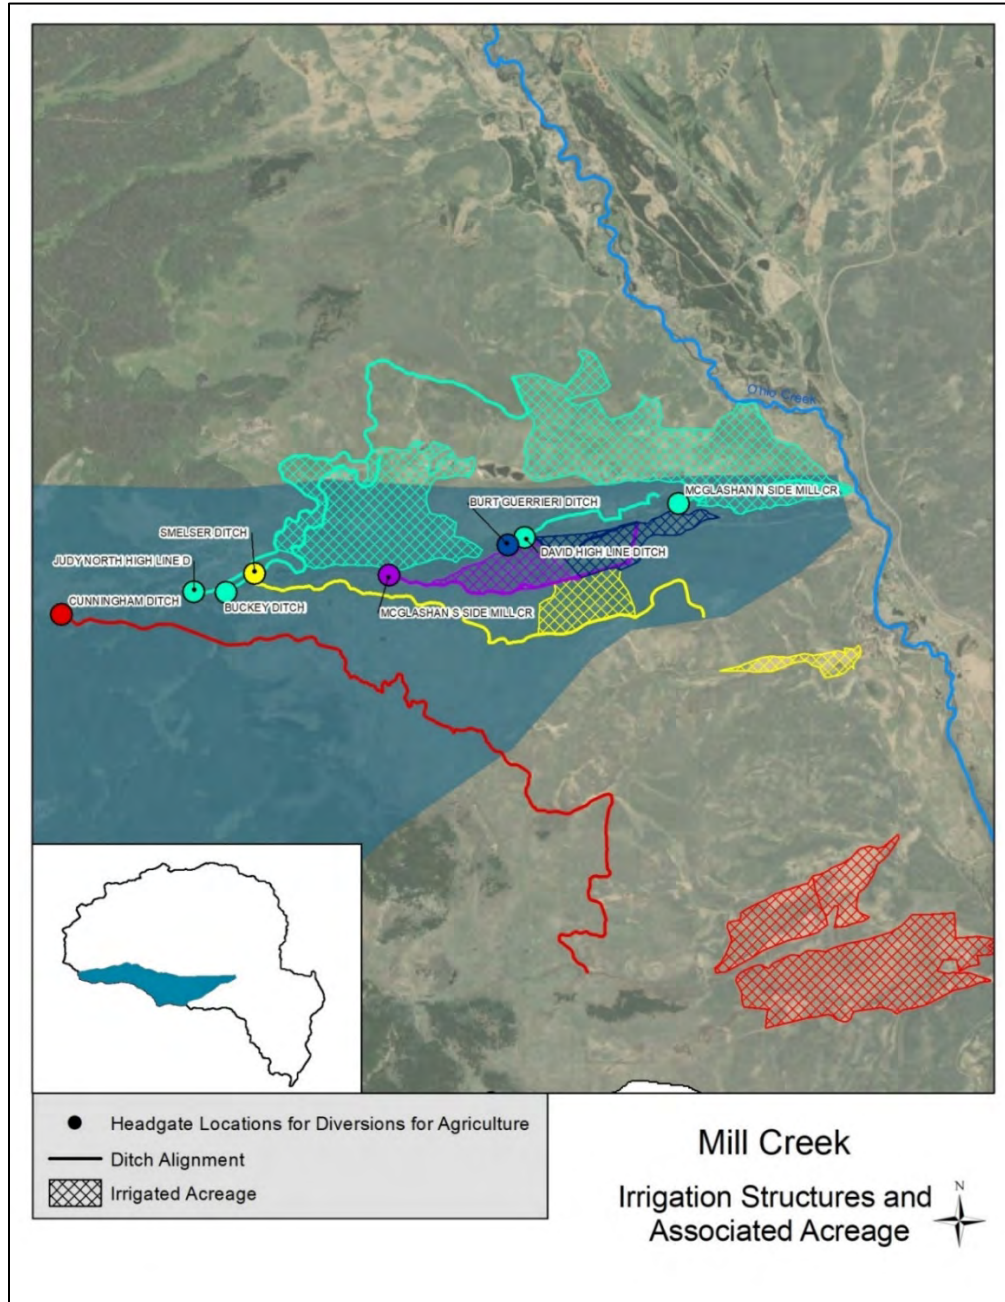 Ohio Creek
MCGLASHAN N SIDE MILL CR
BURT GUERRIERI DITCH
SMELSER DITCH
DAVID HIGH LINE DITCH
JUDY NORTH HIGH LINE D
CUNNINGHAM DITCH
BUCKEY DITCH
MCGLASHAN S SIDE MILL CR
Headgate Locations for Diversions for Agriculture
Ditch Alignment
Irrigated Acreage
Mill Creek
Irrigation Structures and
Associated Acreage
N